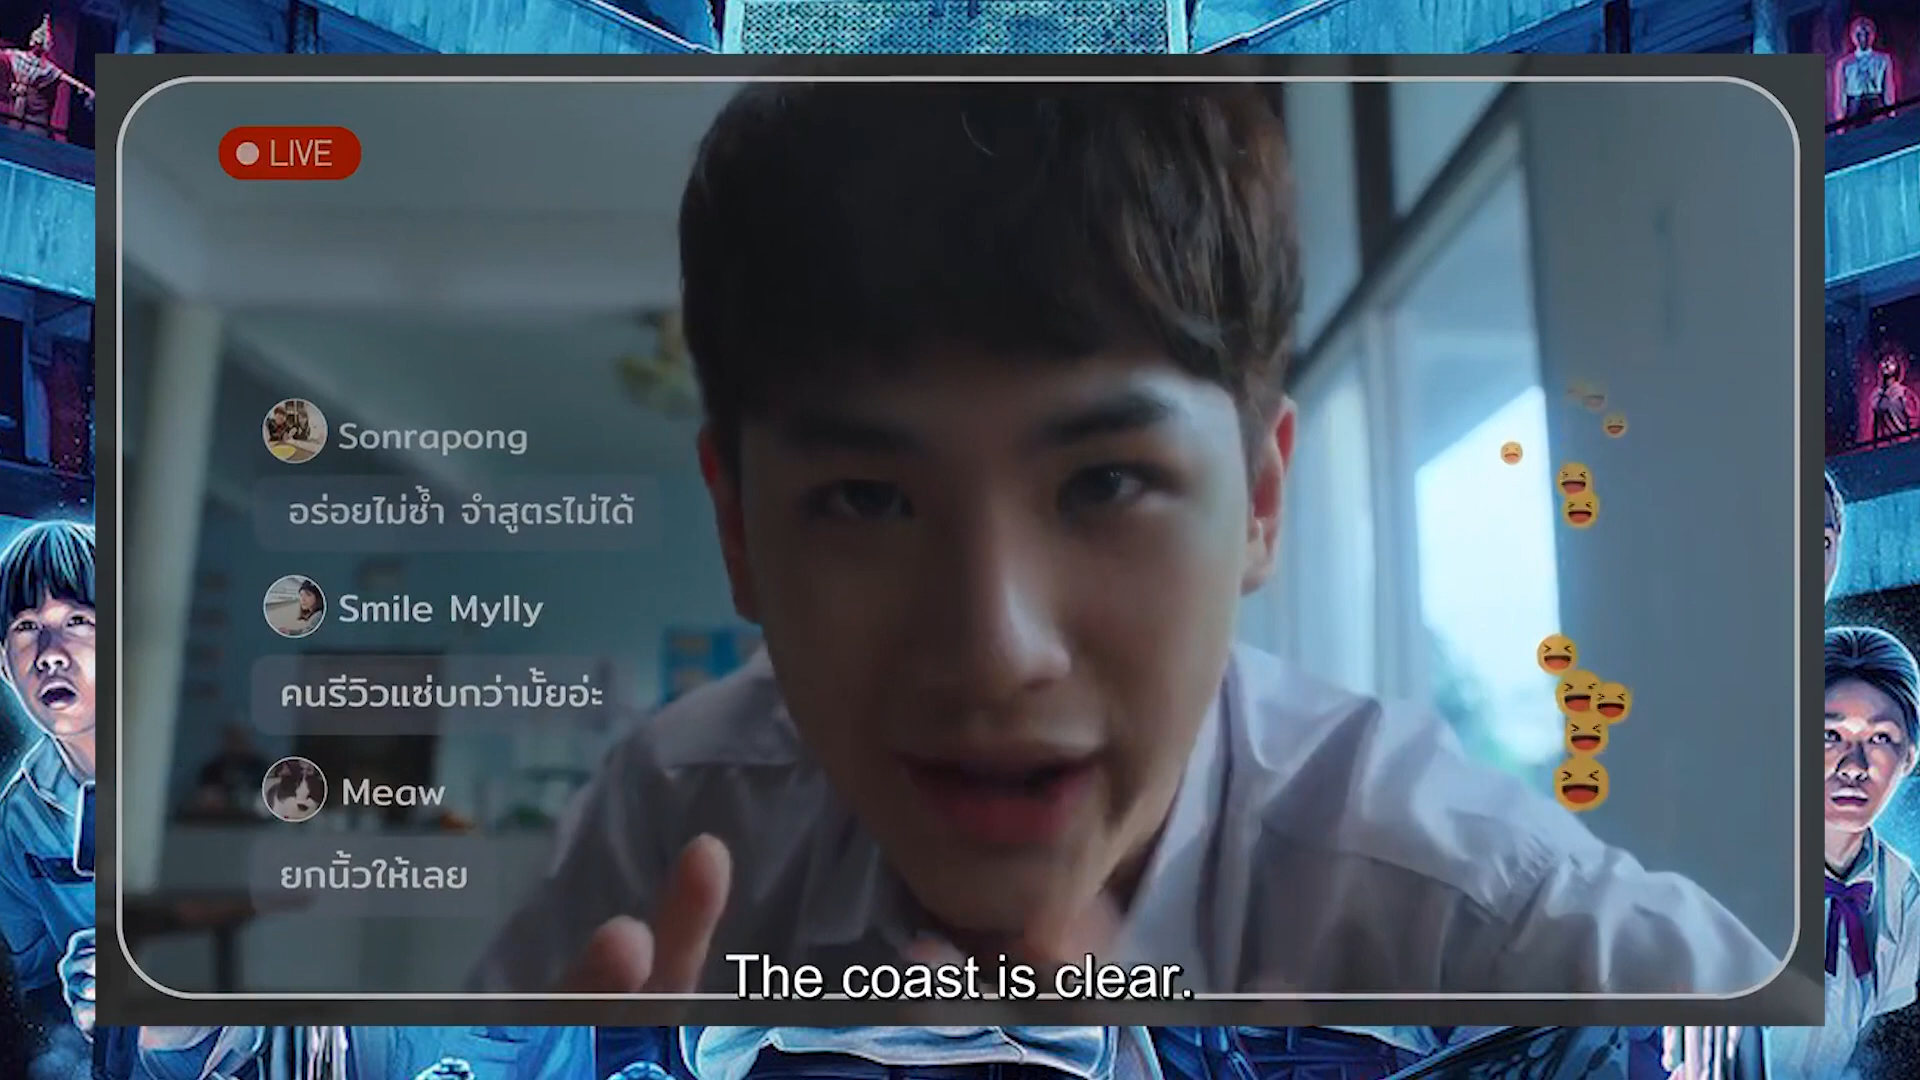 LIVE
Sonrapong
อร่อยไม่ซ้ำ จำสูตรไม่ได้
Smile Mylly
คนรีวิวแซ่บกว่ามั้ยอ่ะ
Meaw
ยกนิ้วให้เลย
The coast is clear.